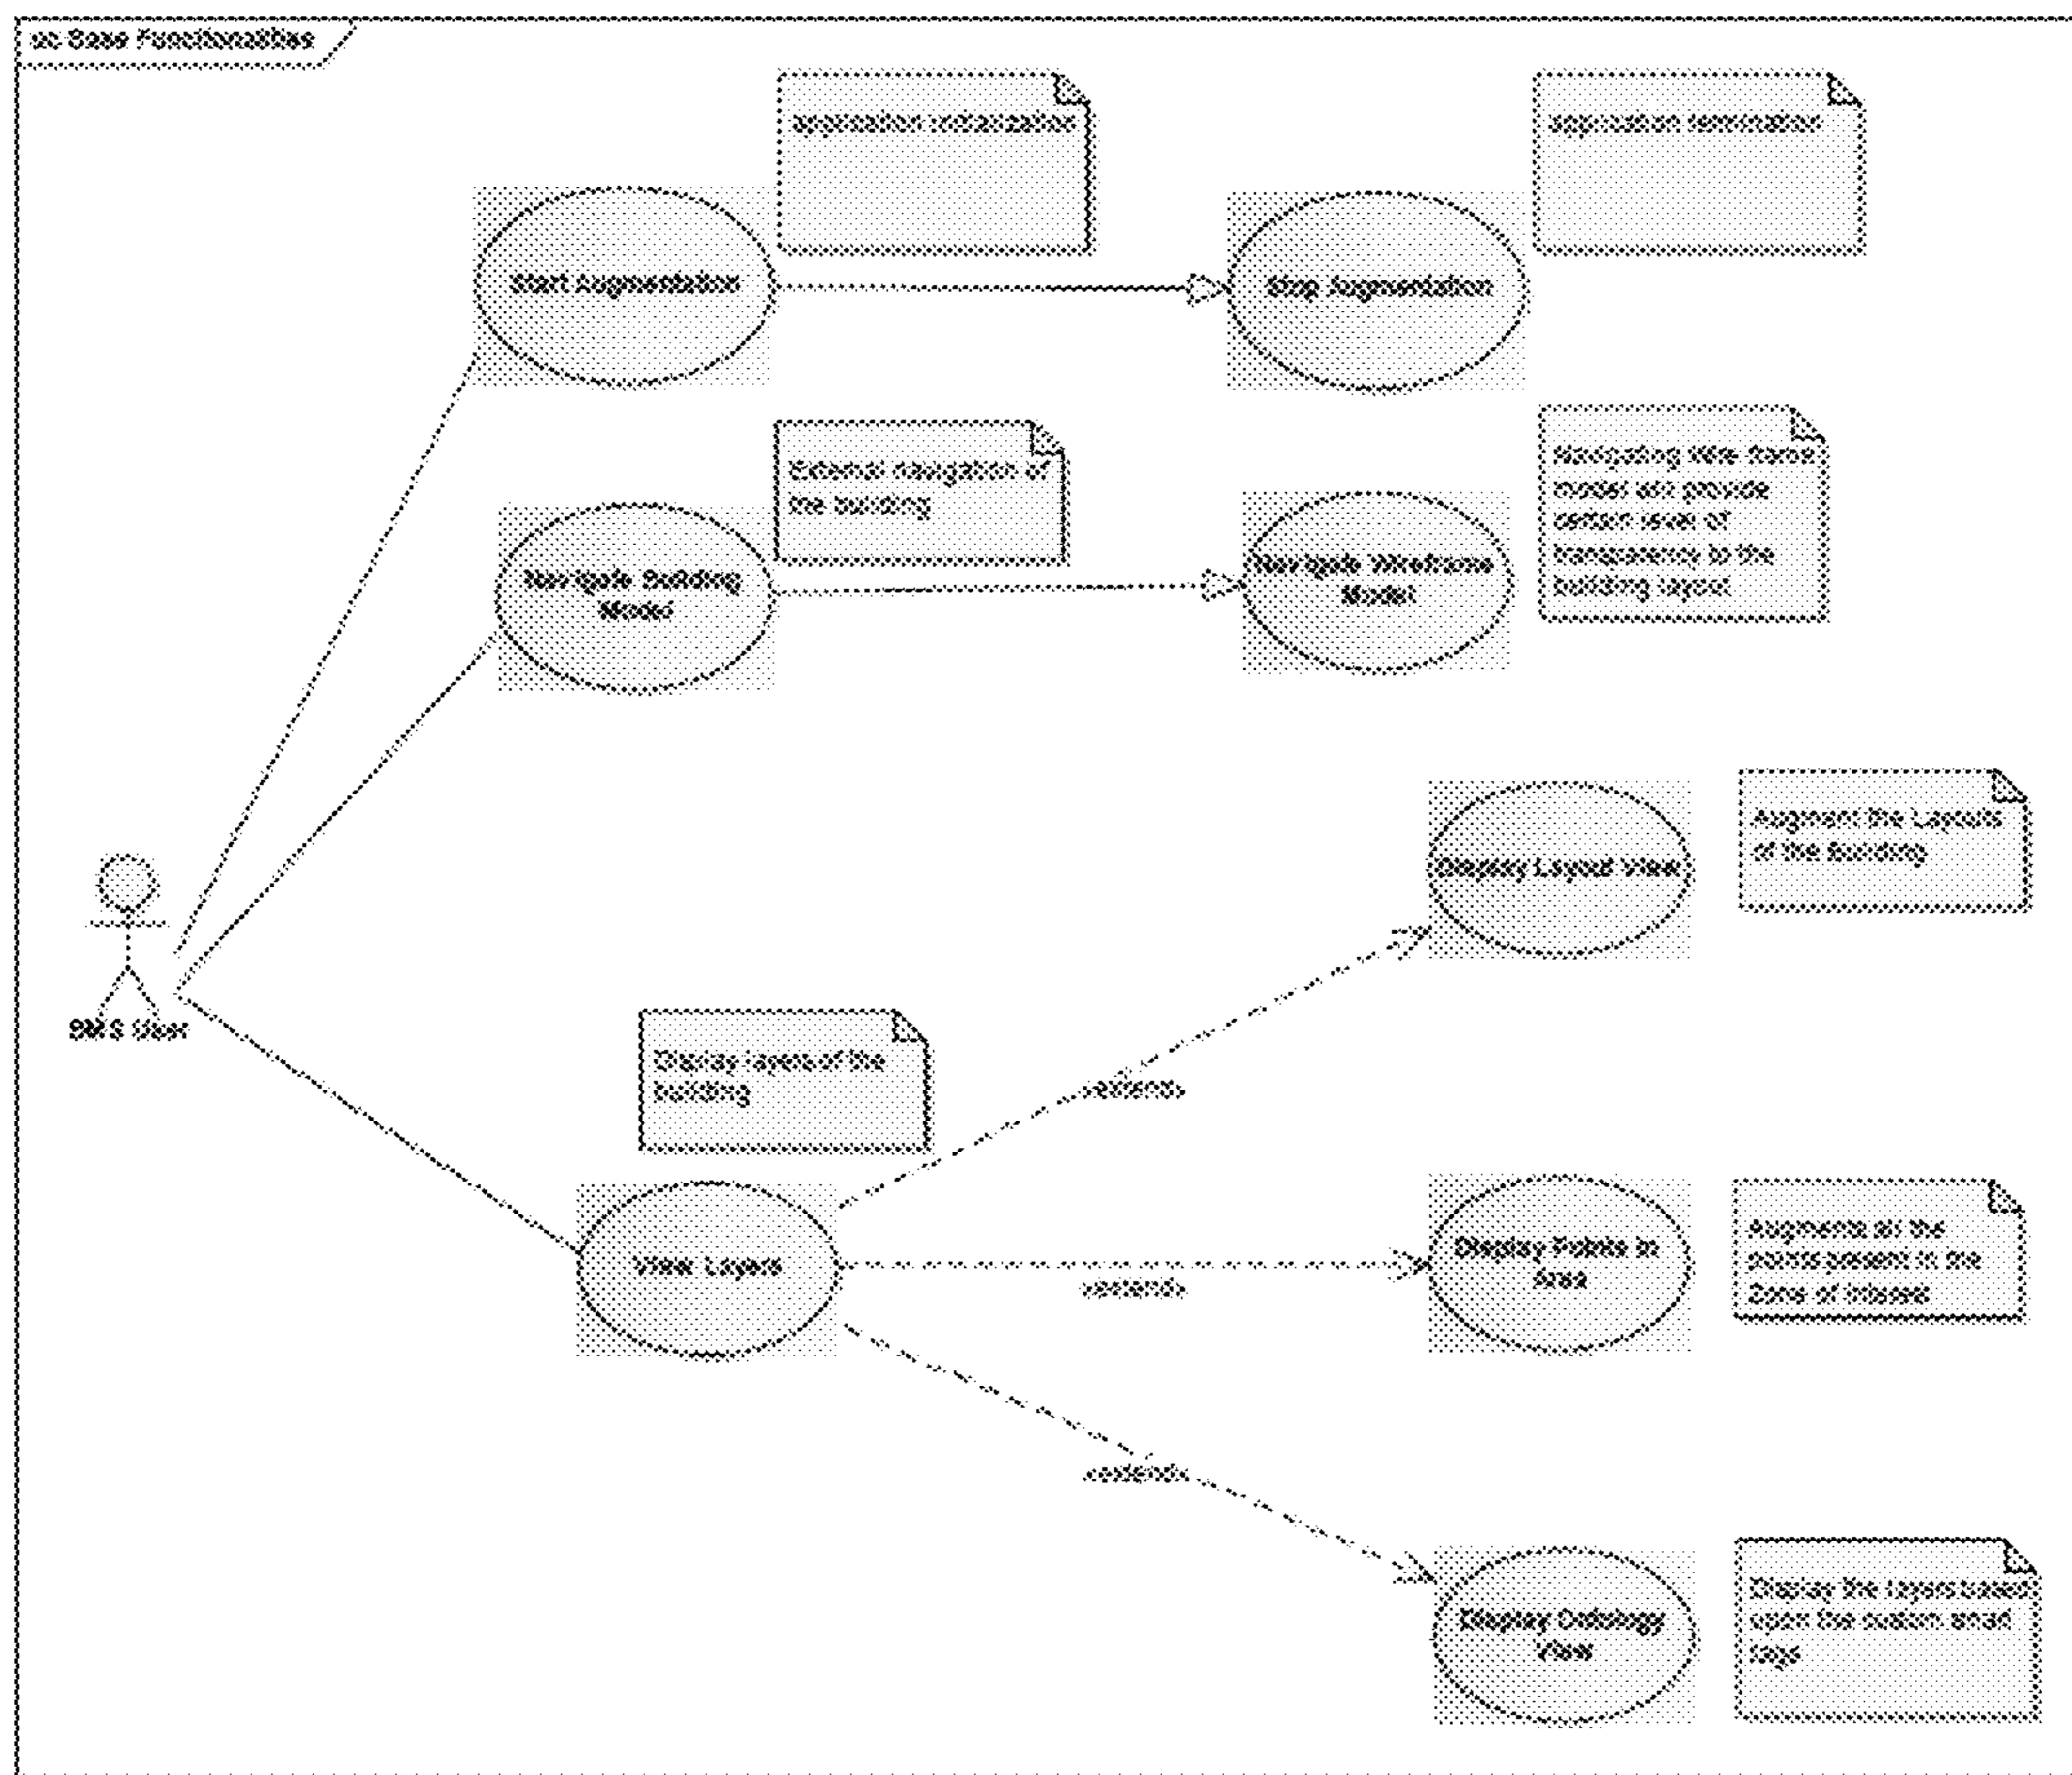 uc Base Functionalities
application initialization
application termination
Start Augmentation
Stop Augmentation
External navigation of
the building
Navigating Wire frame
model will provide
certain level of
transparency to the
building layout
Navigate Building
Model
Navigate Wireframe
Model
Augment the Layouts
of the Building
Display Layout View
BMS User
Display layers of the
building
«extend»
View Layers
«extend»
Display Points in
Area
Augments all the
points present in the
Zone of Interest
«extend»
Display Ontology
View
Display the Layers based
upon the custom smart
tags